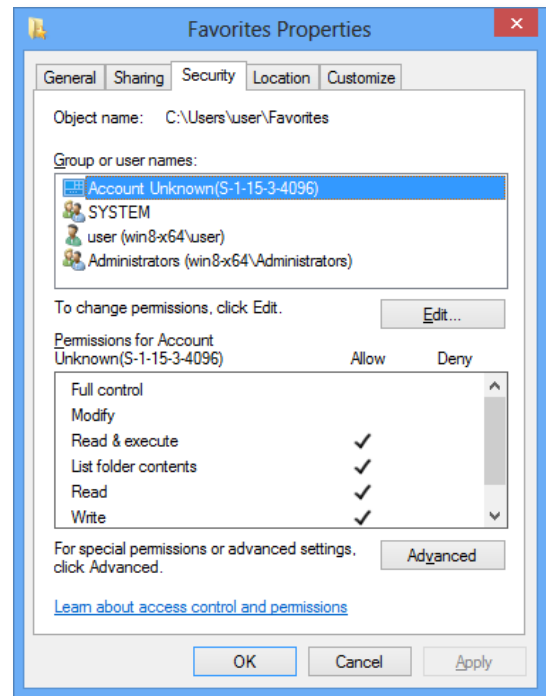 Favorites Properties
General Sharing Security Location Customize
Object name: C:\Users\user\Favorites
Group or user names:
Account Unknown(S-1-15-3-4096)
SYSTEM
user (win8-x64\user)
Administrators (win8-x64\Administrators)
To change permissions, click Edit.
Edit...
Permissions for Account
Unknown(S-1-15-3-4096) Allow Deny
Full control
Modify
Read & execute
List folder contents
Read
Write
For special permissions or advanced settings,
click Advanced.
Advanced
Learn about access control and permissions
OK Cancel Apply